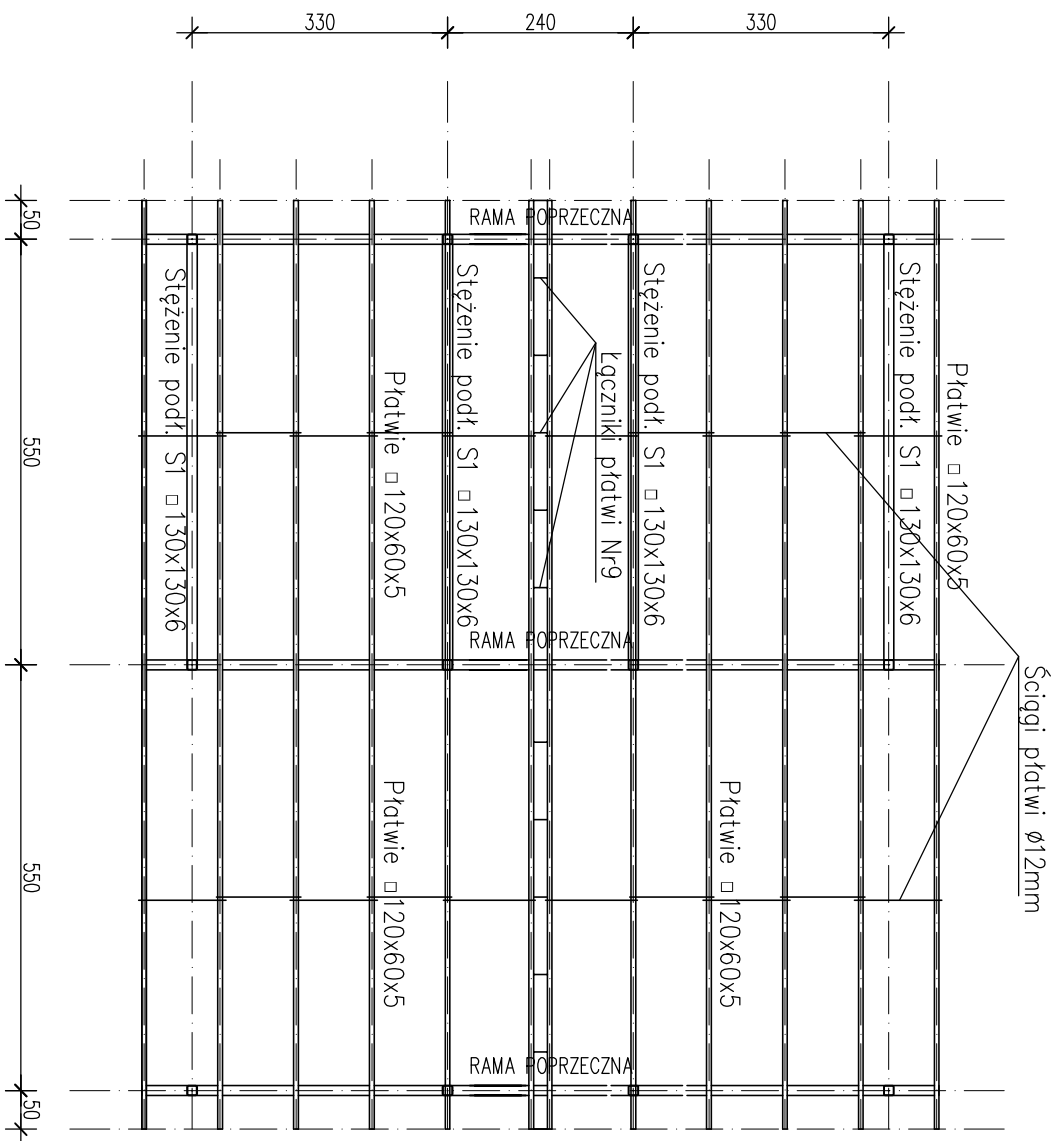 330
240
330
RAMA POPRZECZNA
Stężenie podł. S1 □130x130x6
Stężenie podł. S1 □130x130x6
Stężenie podł. S1 □130x130x6
Stężenie podł. S1 □130x130x6
Płatwie □120x60x5
Płatwie □120x60x5
Łączniki płatwi Nr9
RAMA POPRZECZNA
Ściągi płatwi ø12mm
Płatwie □120x60x5
Płatwie □120x60x5
RAMA POPRZECZNA
50
550
550
50